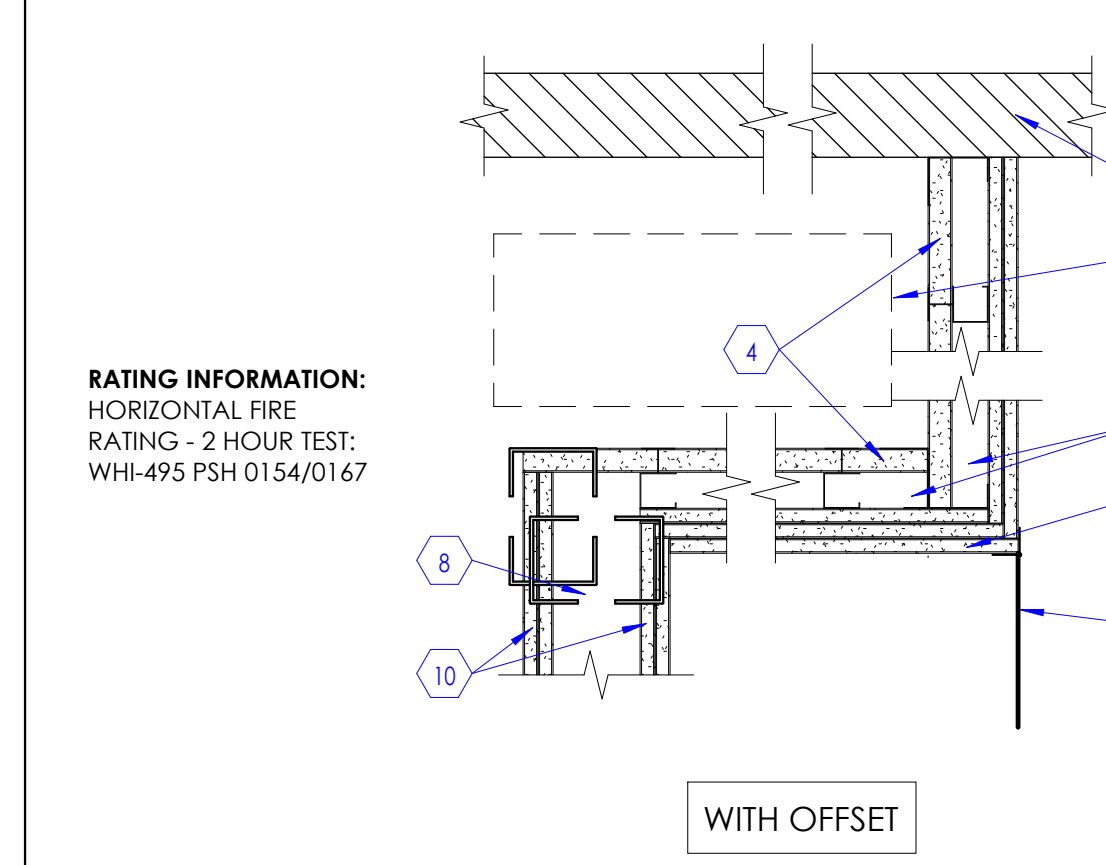 RATING INFORMATION:
HORIZONTAL FIRE
RATING - 2 HOUR TEST:
WHI-495 PSH 0154/0167
4
8
10
WITH OFFSET